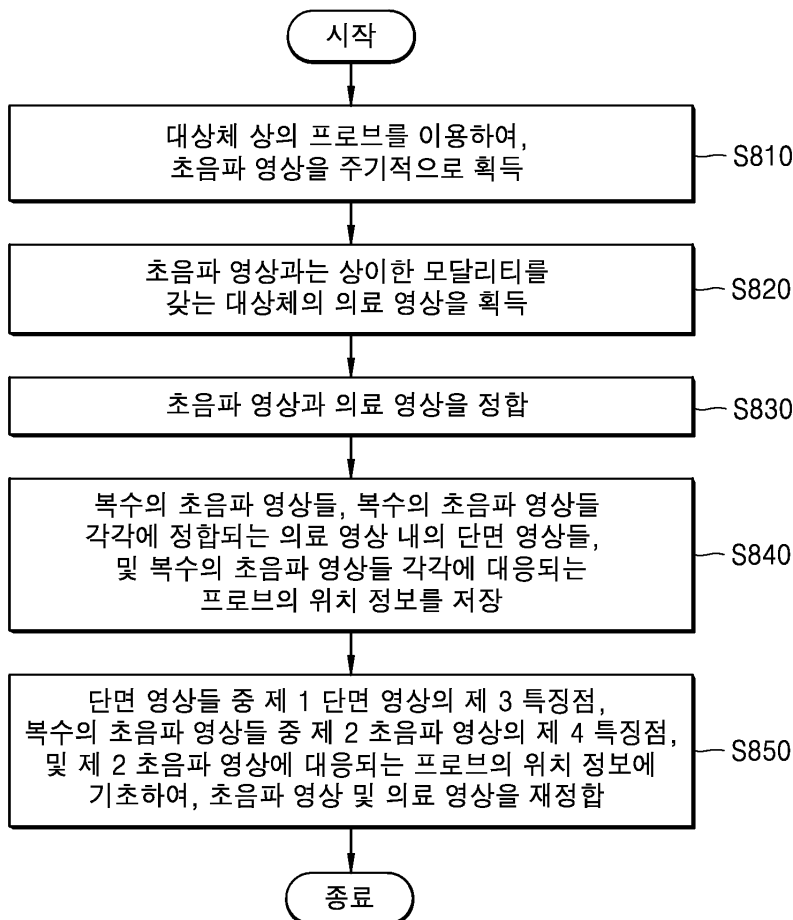 시작
대상체 상의 프로브를 이용하여,
초음파 영상을 주기적으로 획득
S810
초음파 영상과는 상이한 모달리티를
갖는 대상체의 의료 영상을 획득
S820
초음파 영상과 의료 영상을 정합
S830
복수의 초음파 영상들, 복수의 초음파 영상들
각각에 정합되는 의료 영상 내의 단면 영상들,
및 복수의 초음파 영상들 각각에 대응되는
프로브의 위치 정보를 저장
S840
단면 영상들 중 제 1 단면 영상의 제 3 특징점,
복수의 초음파 영상들 중 제 2 초음파 영상의 제 4 특징점,
및 제 2 초음파 영상에 대응되는 프로브의 위치 정보에
기초하여, 초음파 영상 및 의료 영상을 재정합
S850
종료